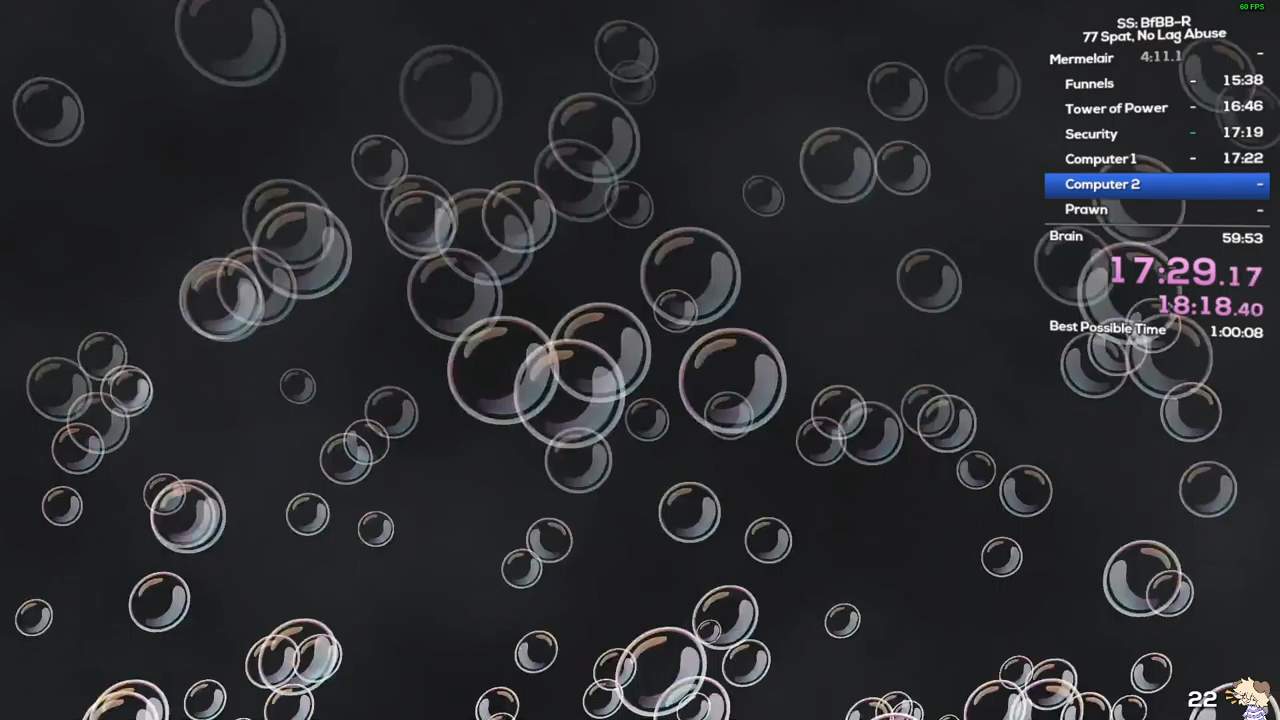 60 FPS
SS: BfBB-R
77 Spat, No Lag Abuse
Mermelair 4:11.1 -
Funnels - 15:38
Tower of Power - 16:46
Security - 17:19
Computer 1 - 17:22
Computer 2 -
Prawn -
Brain 59:53
17:29.17
18:18.40
Best Possible Time 1:00:08
22